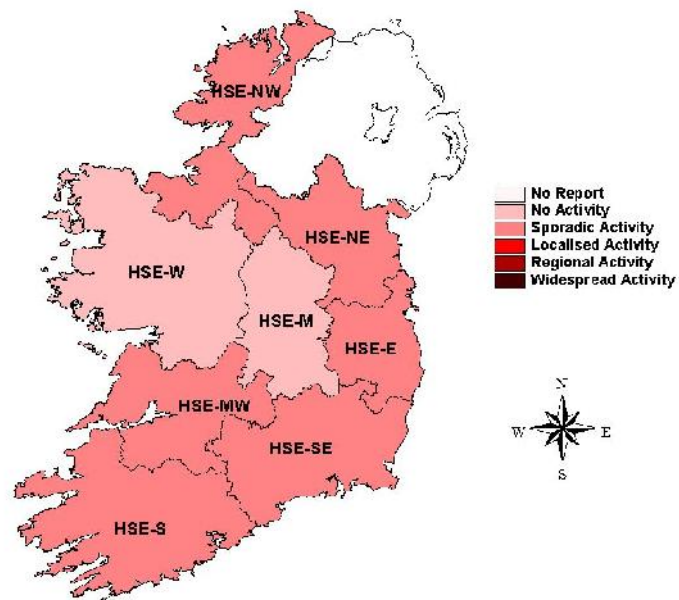 HSE-NW
HSE-NE
HSE-W
HSE-M
HSE-E
HSE-MW
HSE-SE
HSE-S
No Report
No Activity
Sporadic Activity
Localised Activity
Regional Activity
Widespread Activity
N
W E
S